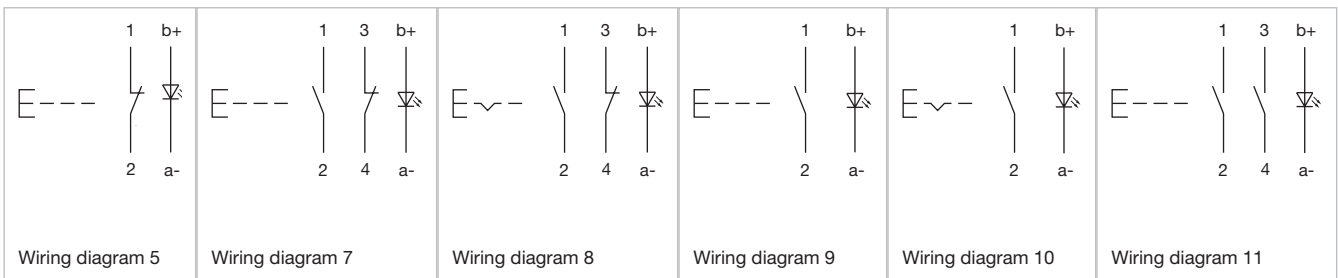 1 b+
2 a-
Wiring diagram 5
1 3 b+
2 4 a-
Wiring diagram 7
1 3 b+
2 4 a-
Wiring diagram 8
1 b+
2 a-
Wiring diagram 9
1 b+
2 a-
Wiring diagram 10
1 3 b+
2 4 a-
Wiring diagram 11